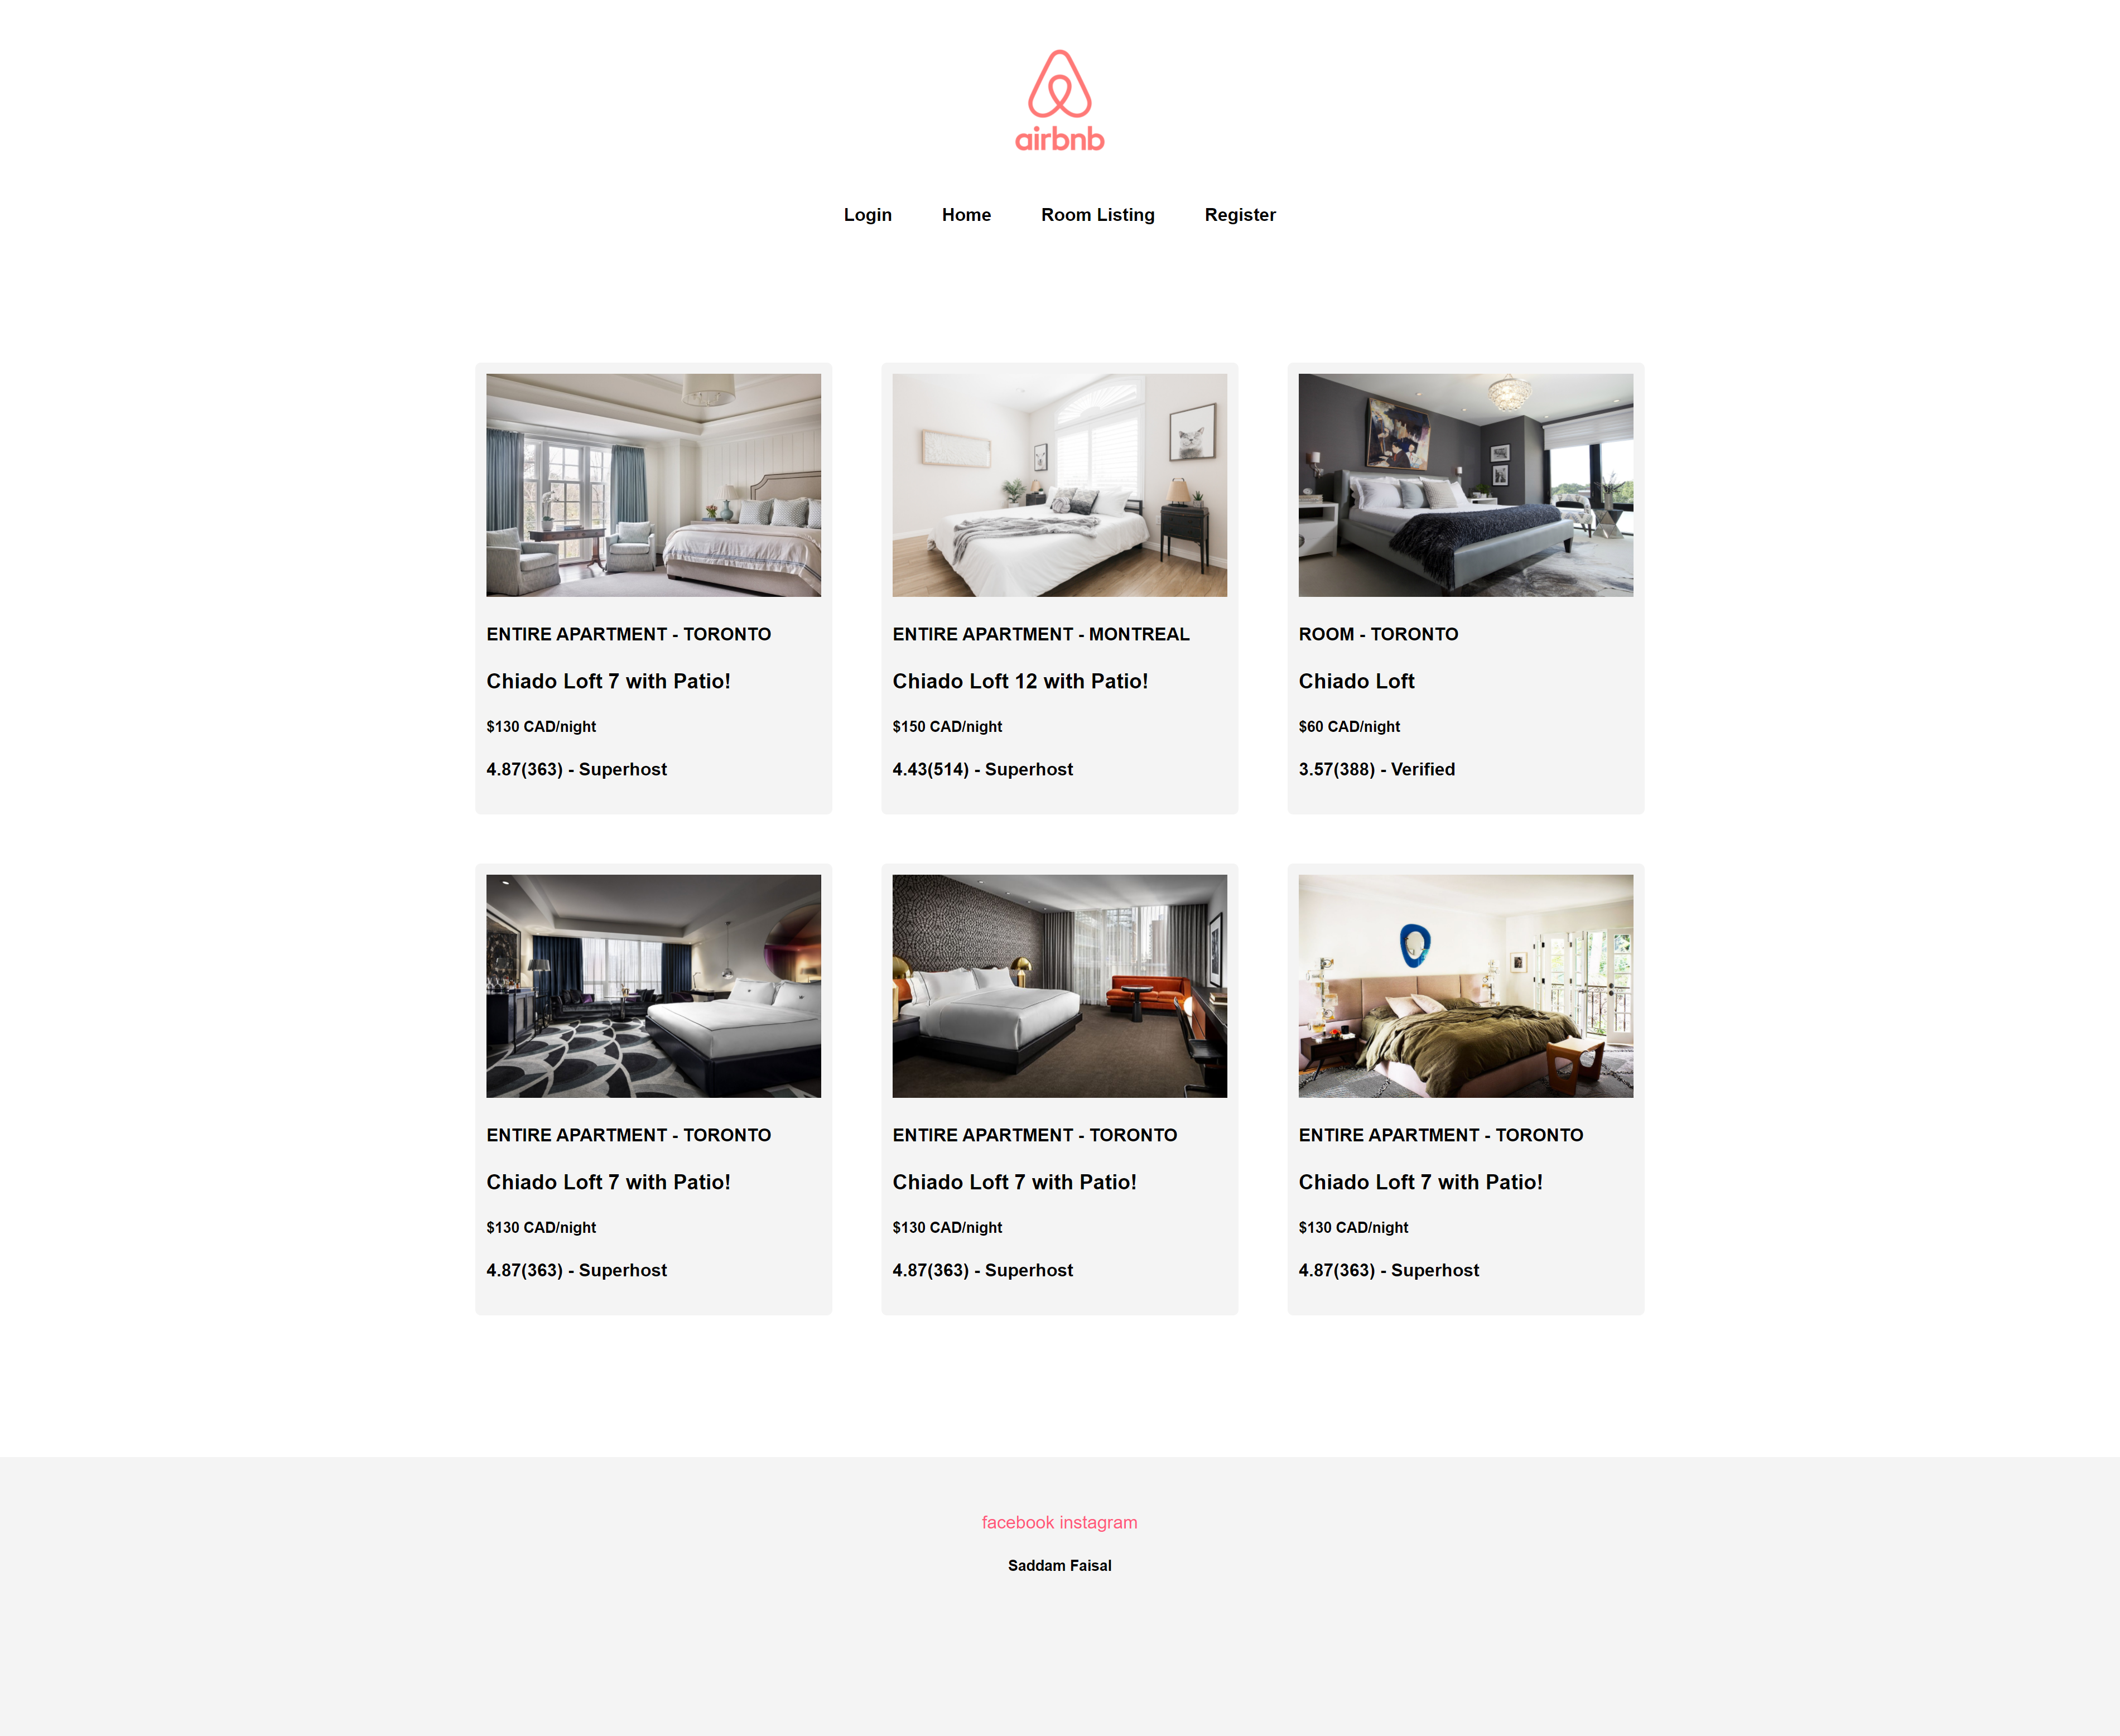 airbnb
Login Home Room Listing Register
ENTIRE APARTMENT - TORONTO
Chiado Loft 7 with Patio!
$130 CAD/night
4.87(363) - Superhost
ENTIRE APARTMENT - MONTREAL
Chiado Loft 12 with Patio!
$150 CAD/night
4.43(514) - Superhost
ROOM - TORONTO
Chiado Loft
$60 CAD/night
3.57(388) - Verified
ENTIRE APARTMENT - TORONTO
Chiado Loft 7 with Patio!
$130 CAD/night
4.87(363) - Superhost
ENTIRE APARTMENT - TORONTO
Chiado Loft 7 with Patio!
$130 CAD/night
4.87(363) - Superhost
ENTIRE APARTMENT - TORONTO
Chiado Loft 7 with Patio!
$130 CAD/night
4.87(363) - Superhost
facebook instagram
Saddam Faisal